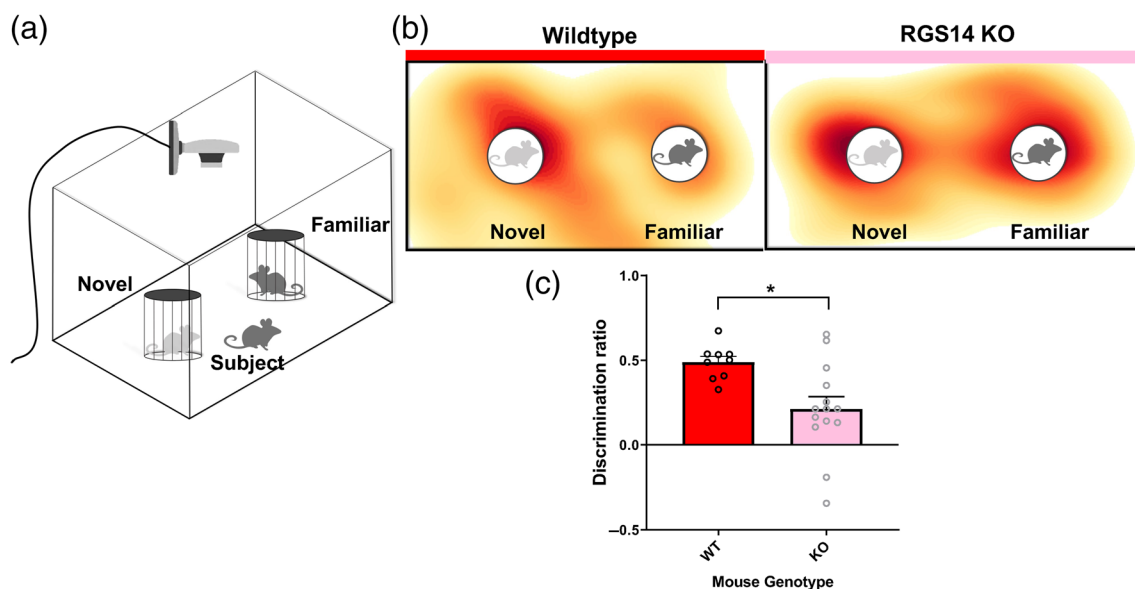 (a)
Novel
Familiar
Subject
(b)
Wildtype
RGS14 KO
Novel
Familiar
Novel
Familiar
(c)
*
1.0
0.5
0.0
–0.5
Discrimination ratio
WT
KO
Mouse Genotype